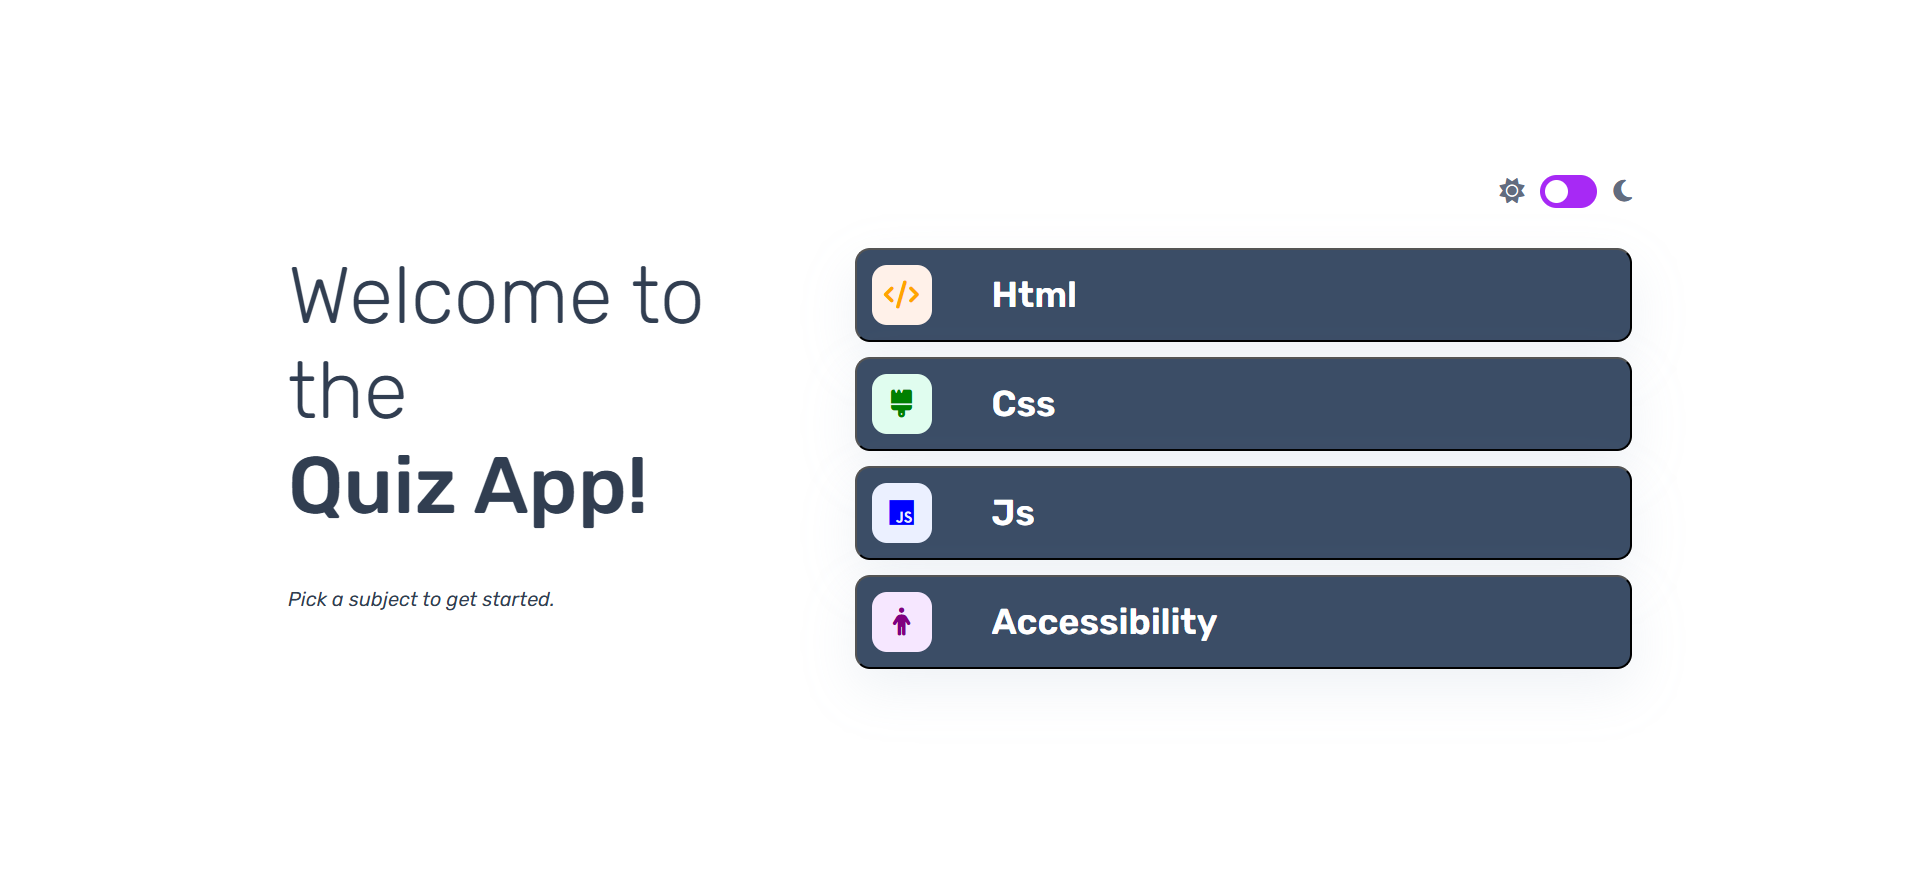 Welcome to
the
Quiz App!
Pick a subject to get started.
</>
Html
Css
JS
Js
Accessibility